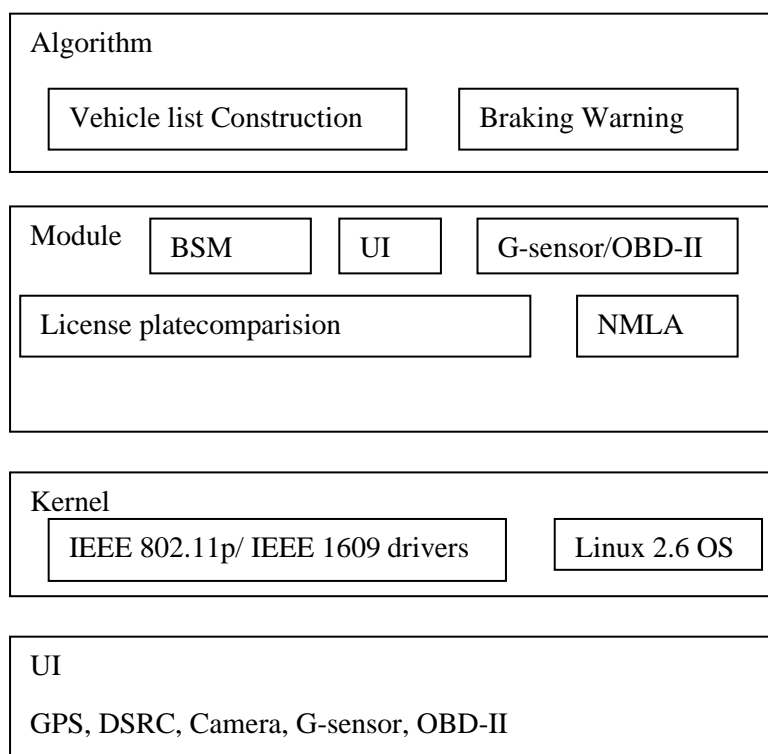 Algorithm
Vehicle list Construction
Braking Warning
Module
BSM
UI
G-sensor/OBD-II
License platecomparision
NMLA
Kernel
IEEE 802.11p/ IEEE 1609 drivers
Linux 2.6 OS
UI
GPS, DSRC, Camera, G-sensor, OBD-II